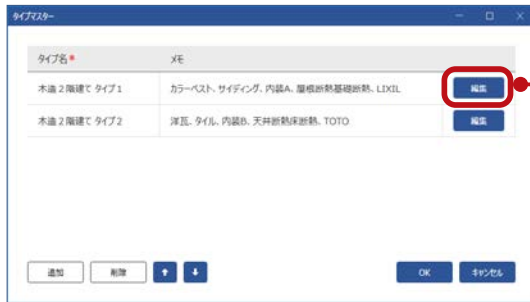 タイプマスター
タイプ名* メモ
木造2階建て タイプ1 カラーベスト、サイディング、内装A、屋根断熱基礎断熱、LIXIL 編集
木造2階建て タイプ2 洋瓦、タイル、内装B、天井断熱床断熱、TOTO 編集
追加 削除 OK キャンセル